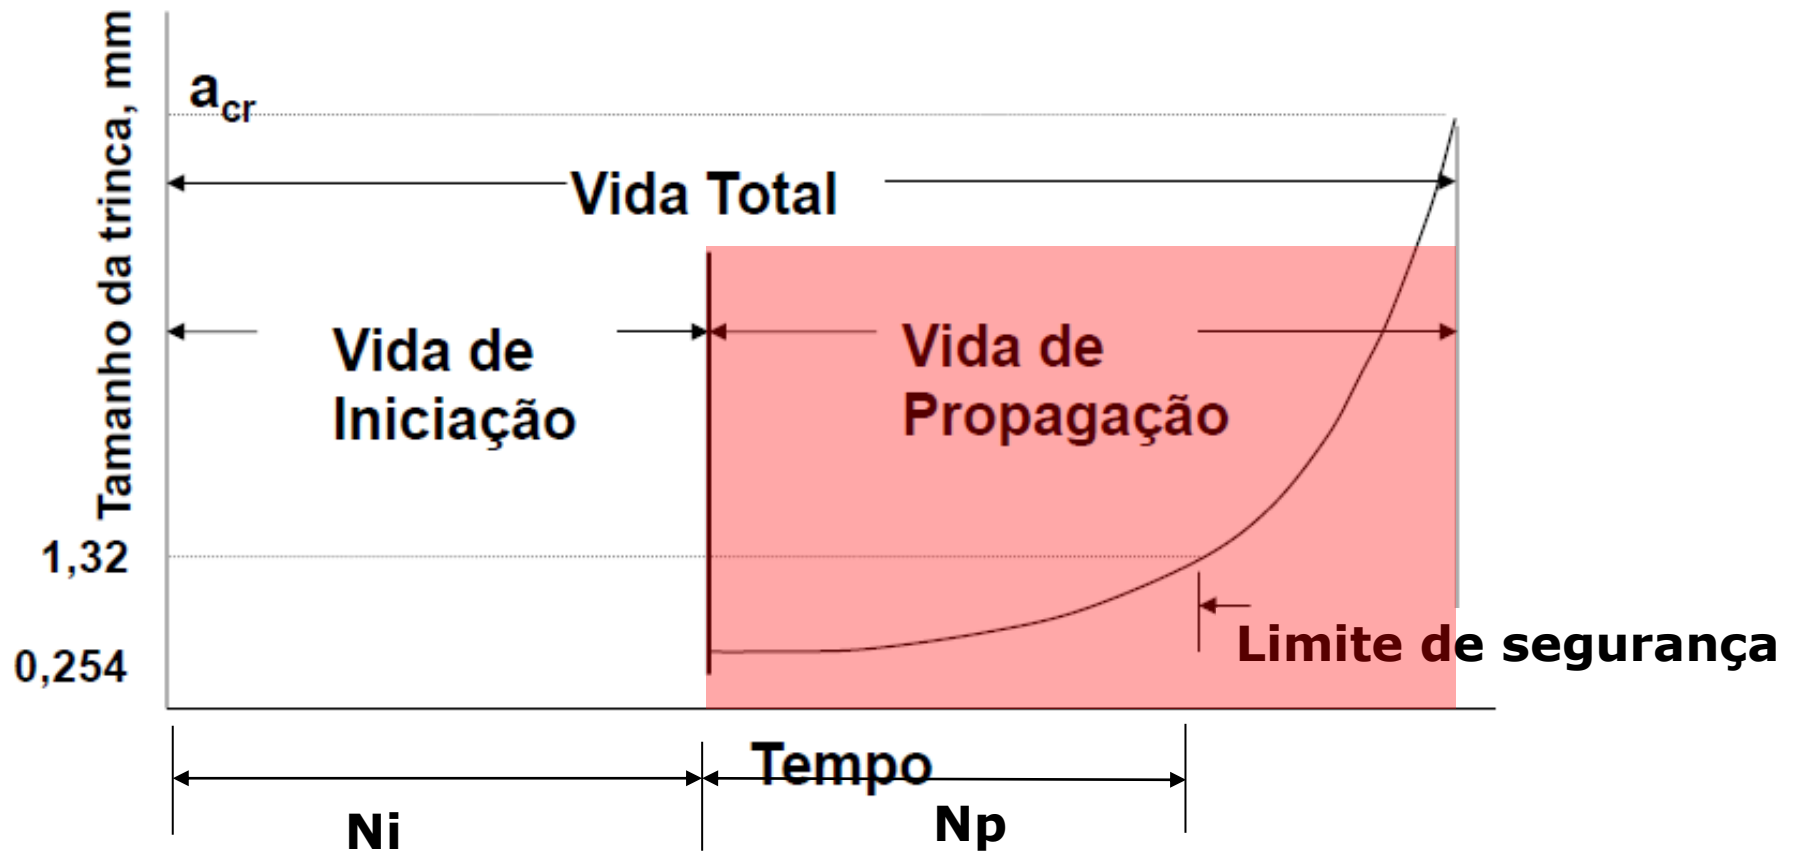 Tamanho da trinca, mm
a_cr
Vida Total
Vida de
Iniciação
Vida de
Propagação
1,32
0,254
Limite de segurança
Tempo
Ni
Np